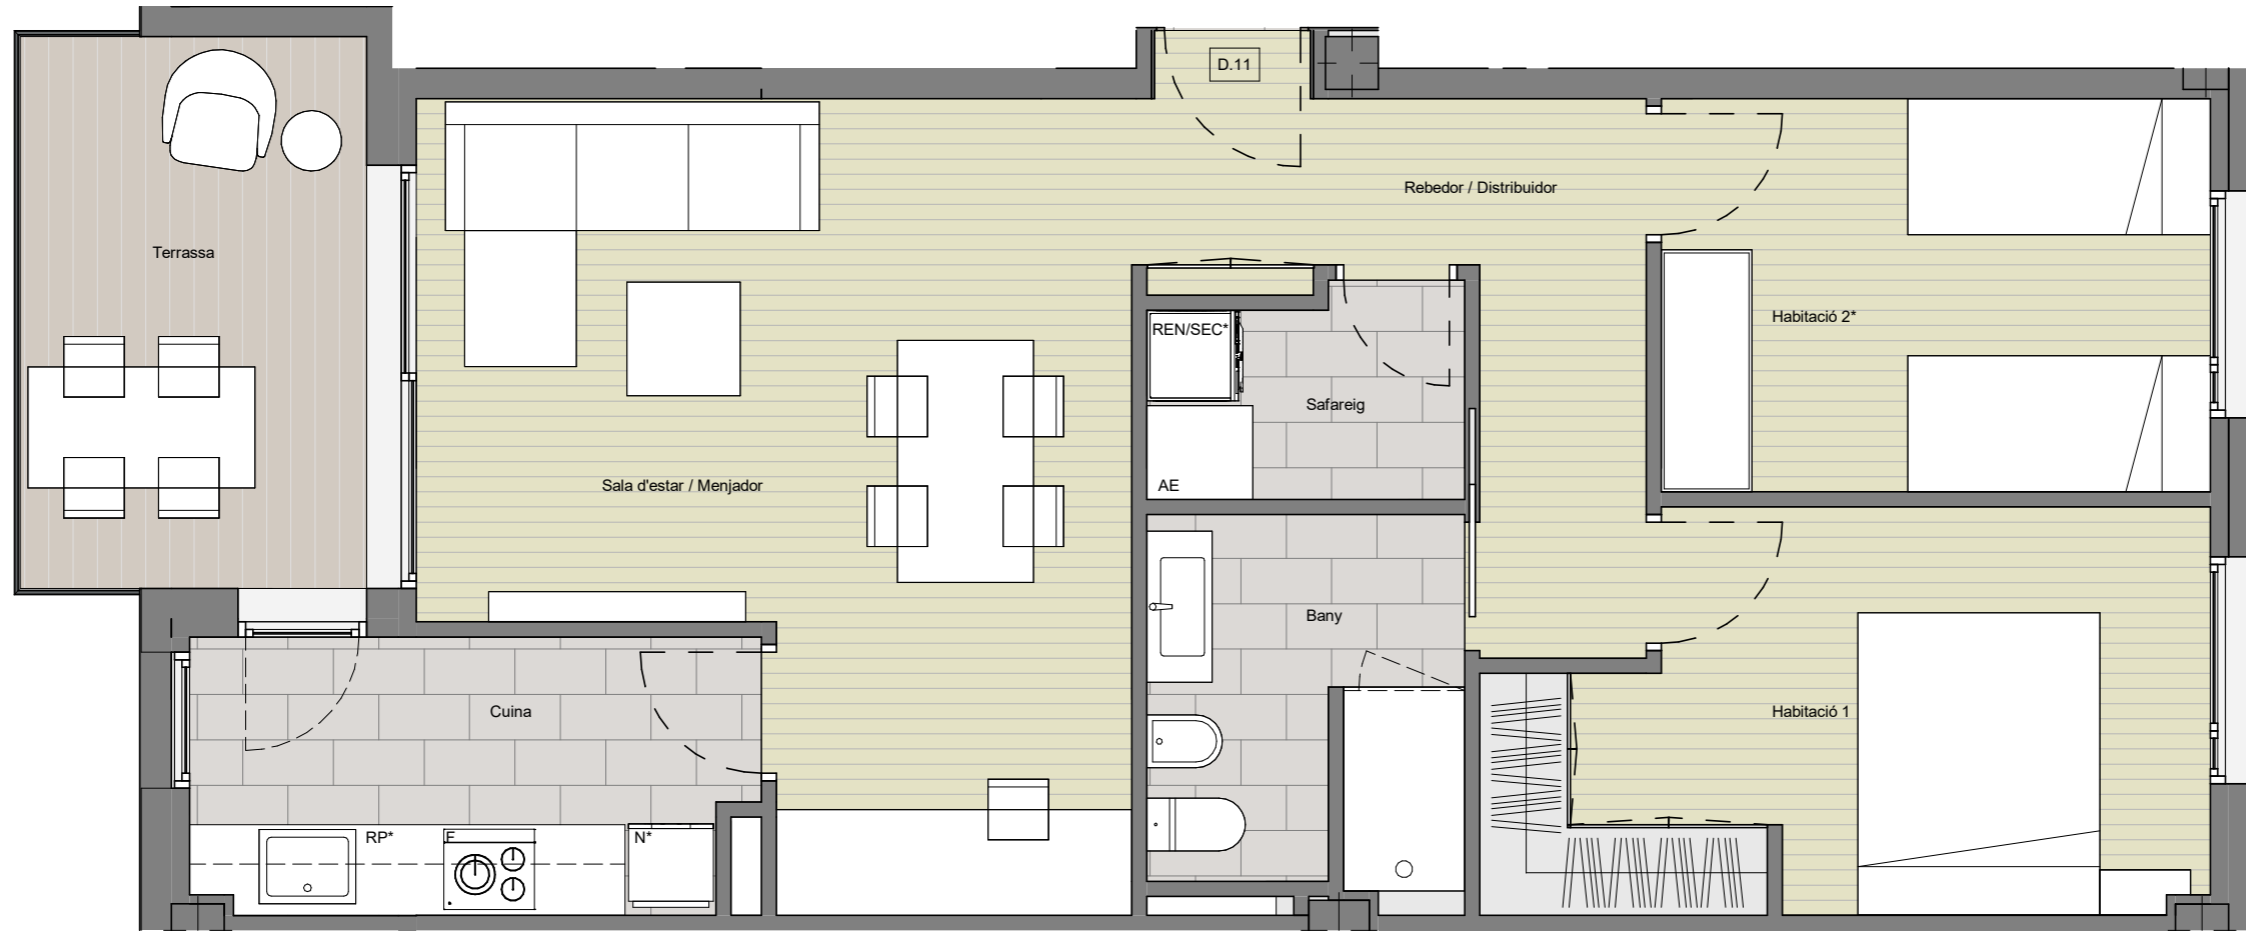 D.11
Rebedor / Distribuidor
Terrassa
Habitació 2*
REN/SEC*
Safareig
Sala d'estar / Menjador
AE
Bany
Cuina
Habitació 1
RP*
F
N*